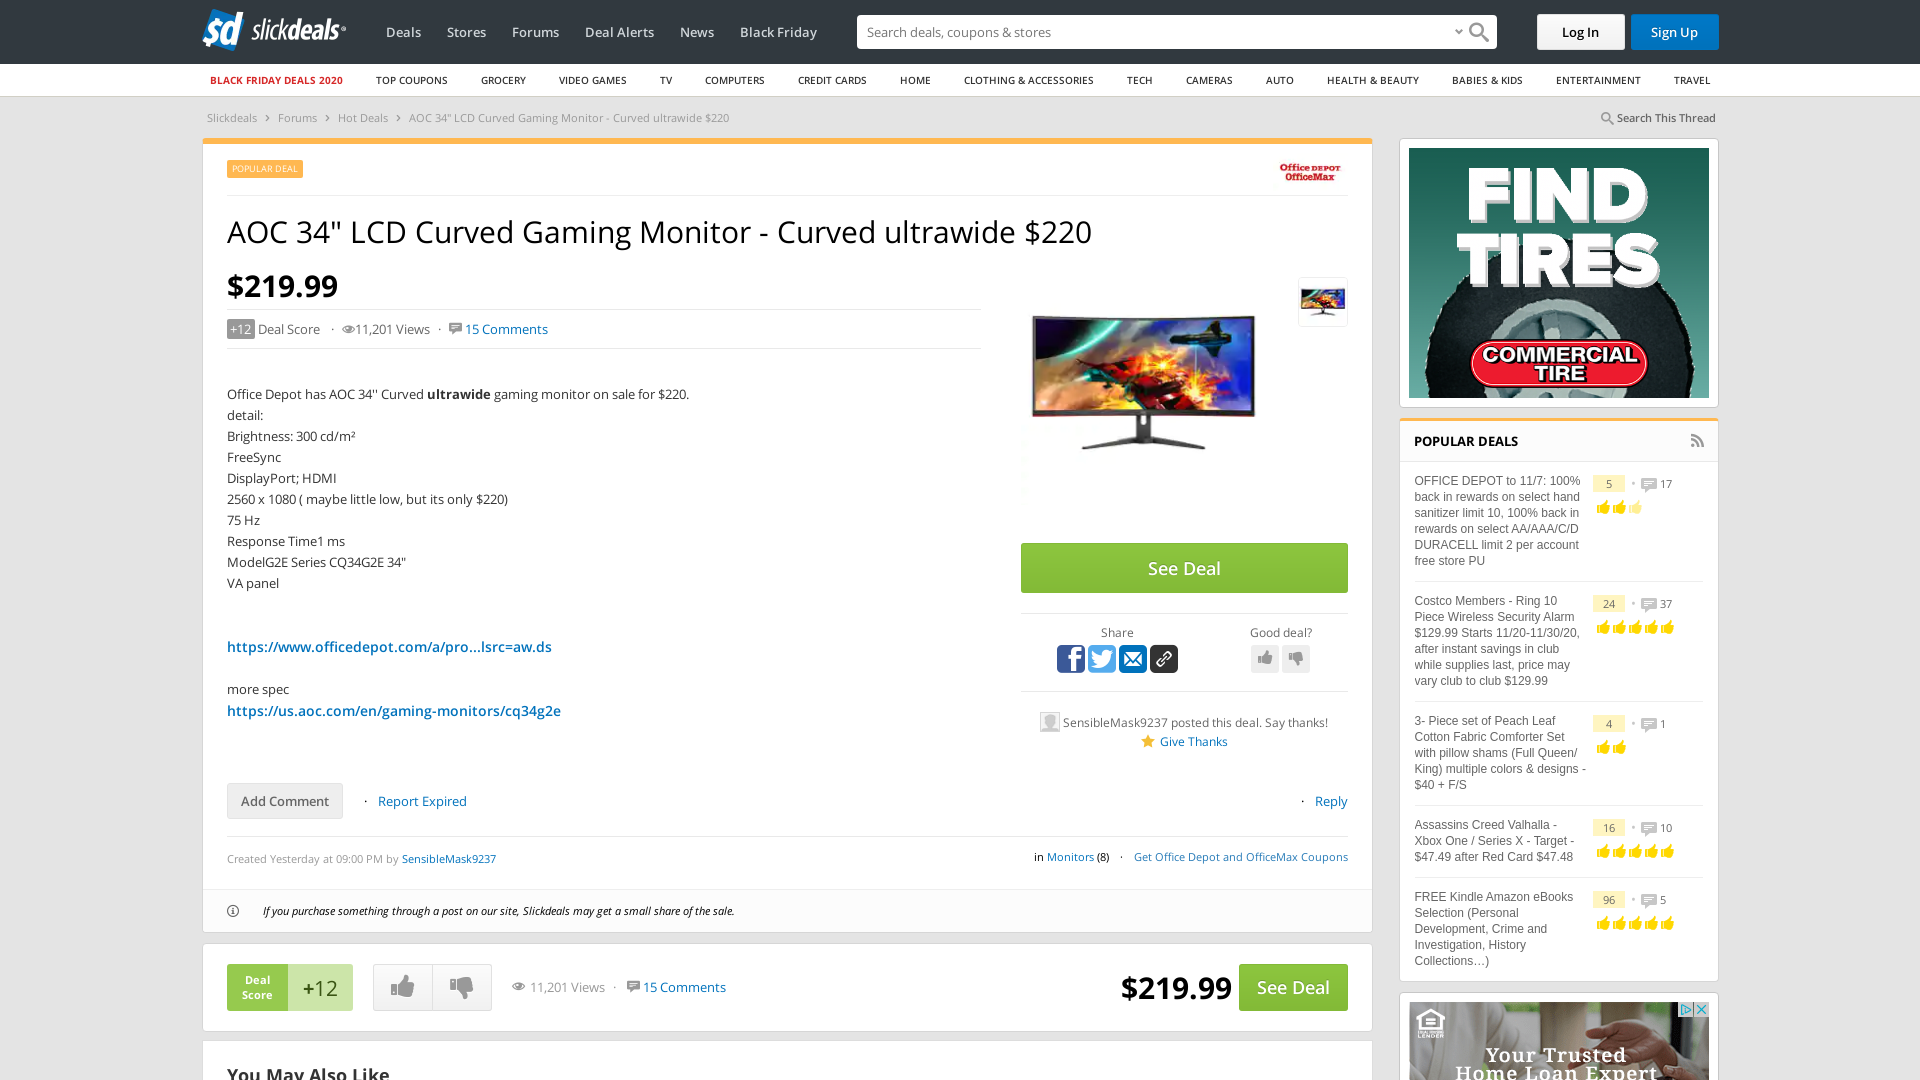 sd slickdeals
Deals Stores Forums Deal Alerts News Black Friday
Search deals, coupons & stores
Log In
Sign Up
BLACK FRIDAY DEALS 2020 TOP COUPONS GROCERY VIDEO GAMES TV COMPUTERS CREDIT CARDS HOME CLOTHING & ACCESSORIES TECH CAMERAS AUTO HEALTH & BEAUTY BABIES & KIDS ENTERTAINMENT TRAVEL
Slickdeals › Forums › Hot Deals › AOC 34" LCD Curved Gaming Monitor - Curved ultrawide $220
Search This Thread
POPULAR DEAL
Office DEPOT
OfficeMax
AOC 34" LCD Curved Gaming Monitor - Curved ultrawide $220
$219.99
+12 Deal Score · 11,201 Views · 15 Comments
Office Depot has AOC 34'' Curved ultrawide gaming monitor on sale for $220.
detail:
Brightness: 300 cd/m²
FreeSync
DisplayPort; HDMI
2560 x 1080 ( maybe little low, but its only $220)
75 Hz
Response Time1 ms
ModelG2E Series CQ34G2E 34"
VA panel
https://www.officedepot.com/a/pro...lsrc=aw.ds
more spec
https://us.aoc.com/en/gaming-monitors/cq34g2e
See Deal
Share
Good deal?
SensibleMask9237 posted this deal. Say thanks!
Give Thanks
Add Comment · Report Expired
· Reply
Created Yesterday at 09:00 PM by SensibleMask9237
in Monitors (8) · Get Office Depot and OfficeMax Coupons
If you purchase something through a post on our site, Slickdeals may get a small share of the sale.
Deal
Score
+12
11,201 Views · 15 Comments
$219.99
See Deal
You May Also Like
FIND
TIRES
COMMERCIAL
TIRE
POPULAR DEALS
OFFICE DEPOT to 11/7: 100%
back in rewards on select hand
sanitizer limit 10, 100% back in
rewards on select AA/AAA/C/D
DURACELL limit 2 per account
free store PU
5 • 17
Costco Members - Ring 10
Piece Wireless Security Alarm
$129.99 Starts 11/20-11/30/20,
after instant savings in club
while supplies last, price may
vary club to club $129.99
24 • 37
3- Piece set of Peach Leaf
Cotton Fabric Comforter Set
with pillow shams (Full Queen/
King) multiple colors & designs -
$40 + F/S
4 • 1
Assassins Creed Valhalla -
Xbox One / Series X - Target -
$47.49 after Red Card $47.48
16 • 10
FREE Kindle Amazon eBooks
Selection (Personal
Development, Crime and
Investigation, History
Collections…)
96 • 5
Your Trusted
Home Loan Expert